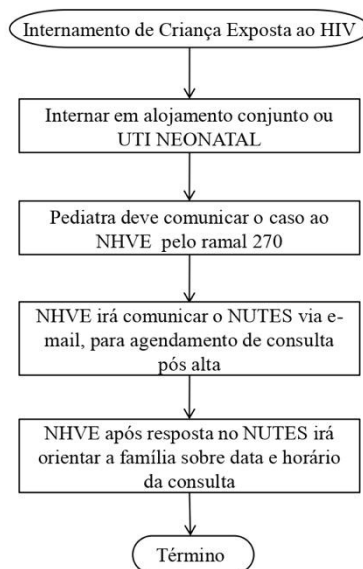 Internamento de Criança Exposta ao HIV
Internar em alojamento conjunto ou
UTI NEONATAL
Pediatra deve comunicar o caso ao
NHVE pelo ramal 270
NHVE irá comunicar o NUTES via e-
mail, para agendamento de consulta
pós alta
NHVE após resposta no NUTES irá
orientar a família sobre data e horário
da consulta
Término